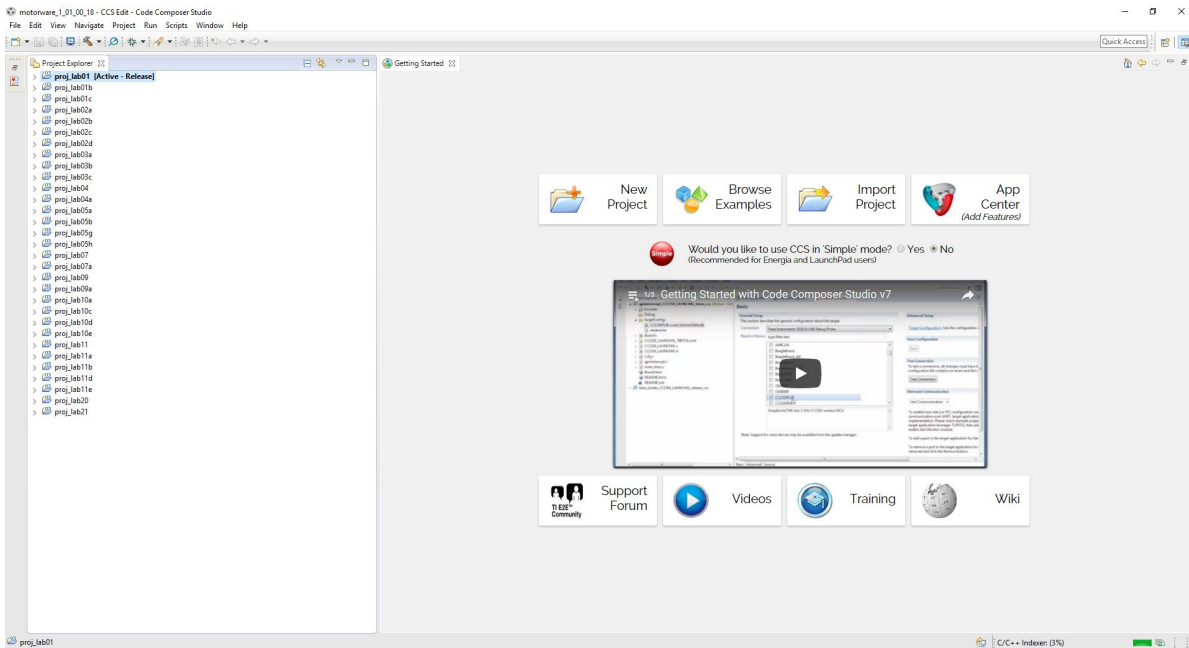 motorware_1_01_00_18 - CCS Edit - Code Composer Studio
File Edit View Navigate Project Run Scripts Window Help
Quick Access
Project Explorer
Getting Started
proj_lab01 [Active - Release]
proj_lab01b
proj_lab01c
proj_lab02a
proj_lab02b
proj_lab02c
proj_lab02d
proj_lab03a
proj_lab03b
proj_lab03c
proj_lab04
proj_lab04a
proj_lab05a
proj_lab05b
proj_lab05g
proj_lab05h
proj_lab07
proj_lab07a
proj_lab09
proj_lab09a
proj_lab10a
proj_lab10c
proj_lab10d
proj_lab10e
proj_lab11
proj_lab11a
proj_lab11b
proj_lab11d
proj_lab11e
proj_lab20
proj_lab21
New
Project
Browse
Examples
Import
Project
App
Center
(Add Features)
Simple
Would you like to use CCS in 'Simple' mode? Yes No
(Recommended for Energia and LaunchPad users)
1/3 Getting Started with Code Composer Studio v7
TI E2E™
Community
Support
Forum
Videos
Training
Wiki
proj_lab01
C/C++ Indexer: (3%)